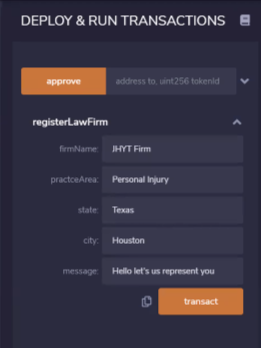 DEPLOY & RUN TRANSACTIONS
approve address to, uint256 tokenId
registerLawFirm
firmName: JHYT Firm
practceArea: Personal Injury
state: Texas
city: Houston
message: Hello let's us represent you
transact